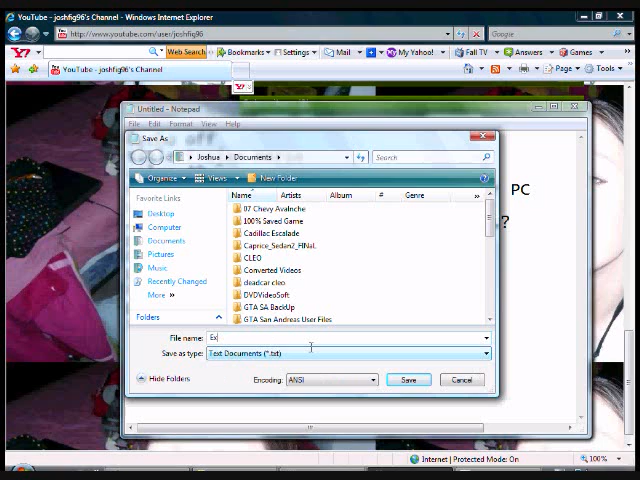 YouTube - joshfig96's Channel - Windows Internet Explorer
http://www.youtube.com/user/joshfig96
Google
Web Search Bookmarks Settings Mail My Yahoo! Fall TV Answers Games
YouTube - joshfig96's Channel
Page Tools
Untitled - Notepad
File Edit Format View Help
Save As
Joshua Documents Search
Organize Views New Folder
Favorite Links
Desktop
Computer
Documents
Pictures
Music
Recently Changed
More »
Folders
Name Artists Album # Genre »
07 Chevy Avalnche
100% Saved Game
Cadillac Escalade
Caprice_Sedan2_FINaL
CLEO
Converted Videos
deadcar cleo
DVDVideoSoft
GTA SA BackUp
GTA San Andreas User Files
PC
?
File name: Ex
Save as type: Text Documents (*.txt)
Hide Folders Encoding: ANSI Save Cancel
Internet | Protected Mode: On 100%